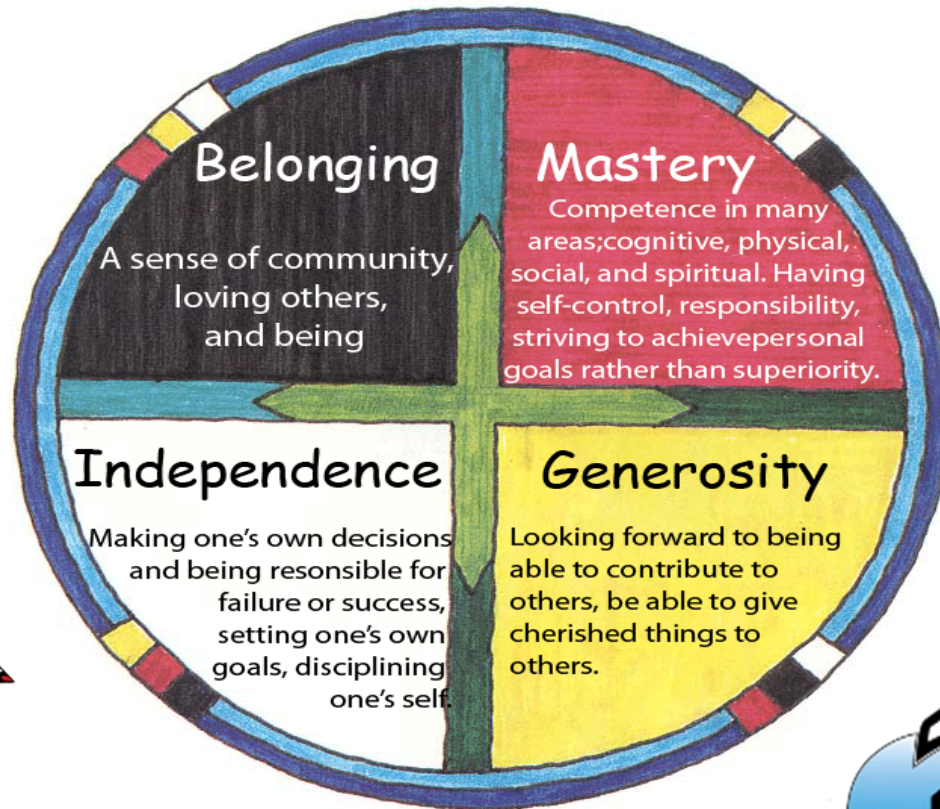 Belonging
A sense of community,
loving others,
and being
Mastery
Competence in many
areas;cognitive, physical,
social, and spiritual. Having
self-control, responsibility,
striving to achievepersonal
goals rather than superiority.
Independence
Making one's own decisions
and being resonsible for
failure or success,
setting one's own
goals, disciplining
one's self.
Generosity
Looking forward to being
able to contribute to
others, be able to give
cherished things to
others.